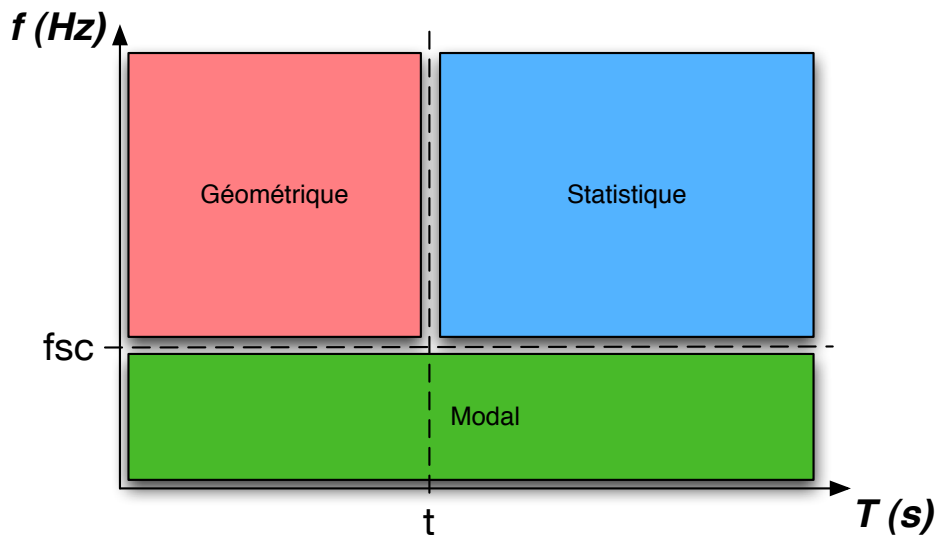 f (Hz)
Géométrique
Statistique
fsc
Modal
t
T (s)